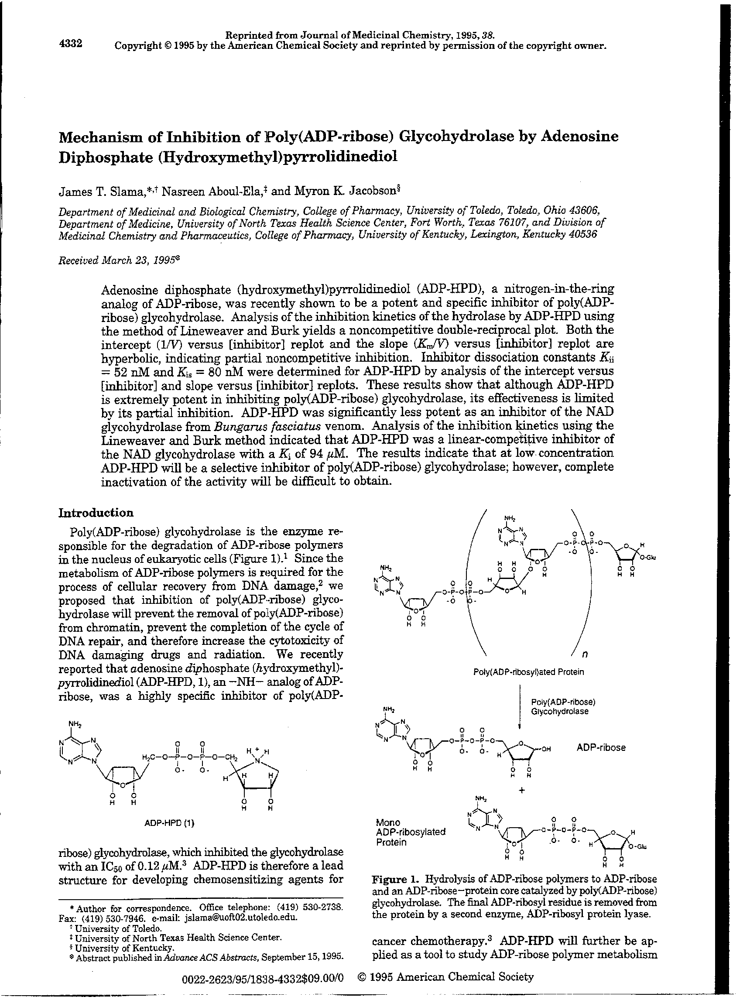 4332
Reprinted from Journal of Medicinal Chemistry, 1995, 38.
Copyright © 1995 by the American Chemical Society and reprinted by permission of the copyright owner.
Mechanism of Inhibition of Poly(ADP-ribose) Glycohydrolase by Adenosine
Diphosphate (Hydroxymethyl)pyrrolidinediol
James T. Slama,*,† Nasreen Aboul-Ela,‡ and Myron K. Jacobson§
Department of Medicinal and Biological Chemistry, College of Pharmacy, University of Toledo, Toledo, Ohio 43606,
Department of Medicine, University of North Texas Health Science Center, Fort Worth, Texas 76107, and Division of
Medicinal Chemistry and Pharmaceutics, College of Pharmacy, University of Kentucky, Lexington, Kentucky 40536
Received March 23, 1995⊗
Adenosine diphosphate (hydroxymethyl)pyrrolidinediol (ADP-HPD), a nitrogen-in-the-ring
analog of ADP-ribose, was recently shown to be a potent and specific inhibitor of poly(ADP-
ribose) glycohydrolase. Analysis of the inhibition kinetics of the hydrolase by ADP-HPD using
the method of Lineweaver and Burk yields a noncompetitive double-reciprocal plot. Both the
intercept (1/V) versus [inhibitor] replot and the slope (Km/V) versus [inhibitor] replot are
hyperbolic, indicating partial noncompetitive inhibition. Inhibitor dissociation constants Kii
= 52 nM and Kis = 80 nM were determined for ADP-HPD by analysis of the intercept versus
[inhibitor] and slope versus [inhibitor] replots. These results show that although ADP-HPD
is extremely potent in inhibiting poly(ADP-ribose) glycohydrolase, its effectiveness is limited
by its partial inhibition. ADP-HPD was significantly less potent as an inhibitor of the NAD
glycohydrolase from Bungarus fasciatus venom. Analysis of the inhibition kinetics using the
Lineweaver and Burk method indicated that ADP-HPD was a linear-competitive inhibitor of
the NAD glycohydrolase with a Ki of 94 μM. The results indicate that at low concentration
ADP-HPD will be a selective inhibitor of poly(ADP-ribose) glycohydrolase; however, complete
inactivation of the activity will be difficult to obtain.
Introduction
Poly(ADP-ribose) glycohydrolase is the enzyme re-
sponsible for the degradation of ADP-ribose polymers
in the nucleus of eukaryotic cells (Figure 1).1 Since the
metabolism of ADP-ribose polymers is required for the
process of cellular recovery from DNA damage,2 we
proposed that inhibition of poly(ADP-ribose) glyco-
hydrolase will prevent the removal of poly(ADP-ribose)
from chromatin, prevent the completion of the cycle of
DNA repair, and therefore increase the cytotoxicity of
DNA damaging drugs and radiation. We recently
reported that adenosine diphosphate (hydroxymethyl)-
pyrrolidinediol (ADP-HPD, 1), an −NH− analog of ADP-
ribose, was a highly specific inhibitor of poly(ADP-
ADP-HPD (1)
ribose) glycohydrolase, which inhibited the glycohydrolase
with an IC50 of 0.12 μM.3 ADP-HPD is therefore a lead
structure for developing chemosensitizing agents for
* Author for correspondence. Office telephone: (419) 530-2738.
Fax: (419) 530-7946. e-mail: jslama@uoft02.utoledo.edu.
† University of Toledo.
‡ University of North Texas Health Science Center.
§ University of Kentucky.
⊗ Abstract published in Advance ACS Abstracts, September 15, 1995.
n
Poly(ADP-ribosyl)ated Protein
Poly(ADP-ribose)
Glycohydrolase
ADP-ribose
+
Mono
ADP-ribosylated
Protein
Figure 1. Hydrolysis of ADP-ribose polymers to ADP-ribose
and an ADP-ribose−protein core catalyzed by poly(ADP-ribose)
glycohydrolase. The final ADP-ribosyl residue is removed from
the protein by a second enzyme, ADP-ribosyl protein lyase.
cancer chemotherapy.3 ADP-HPD will further be ap-
plied as a tool to study ADP-ribose polymer metabolism
0022-2623/95/1838-4332$09.00/0 © 1995 American Chemical Society